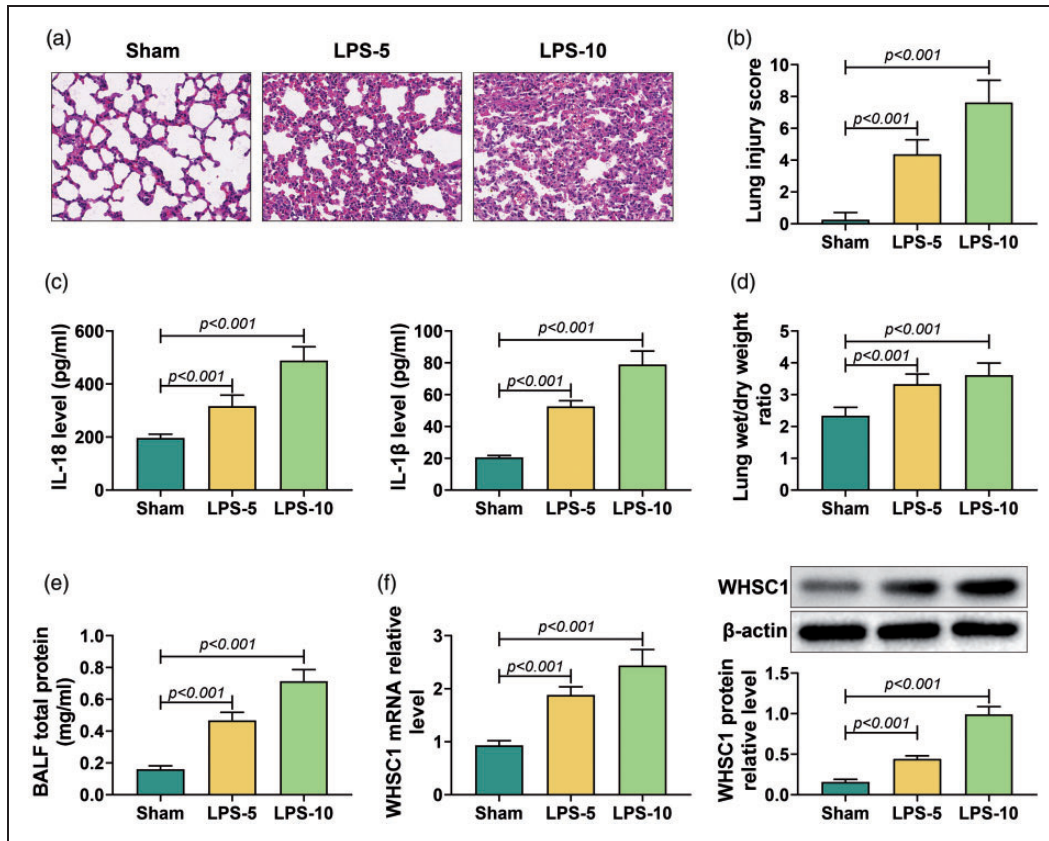 (a)
Sham LPS-5 LPS-10
(b)
Lung injury score
10
8
6
4
2
0
p<0.001
p<0.001
Sham LPS-5 LPS-10
(c)
IL-18 level (pg/ml)
600
400
200
0
p<0.001
p<0.001
Sham LPS-5 LPS-10
IL-1β level (pg/ml)
100
80
60
40
20
0
p<0.001
p<0.001
Sham LPS-5 LPS-10
(d)
Lung wet/dry weight
ratio
5
4
3
2
1
0
p<0.001
p<0.001
Sham LPS-5 LPS-10
(e)
BALF total protein
(mg/ml)
1.0
0.8
0.6
0.4
0.2
0.0
p<0.001
p<0.001
Sham LPS-5 LPS-10
(f)
WHSC1 mRNA relative
level
3
2
1
0
p<0.001
p<0.001
Sham LPS-5 LPS-10
WHSC1
β-actin
WHSC1 protein
relative level
1.5
1.0
0.5
0.0
p<0.001
p<0.001
Sham LPS-5 LPS-10